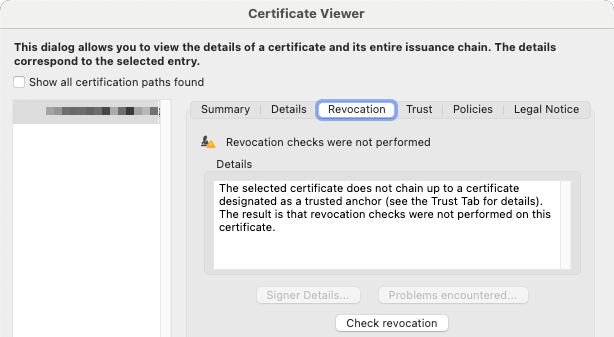 Certificate Viewer
This dialog allows you to view the details of a certificate and its entire issuance chain. The details
correspond to the selected entry.
Show all certification paths found
Summary Details Revocation Trust Policies Legal Notice
Revocation checks were not performed
Details
The selected certificate does not chain up to a certificate
designated as a trusted anchor (see the Trust Tab for details).
The result is that revocation checks were not performed on this
certificate.
Signer Details... Problems encountered...
Check revocation